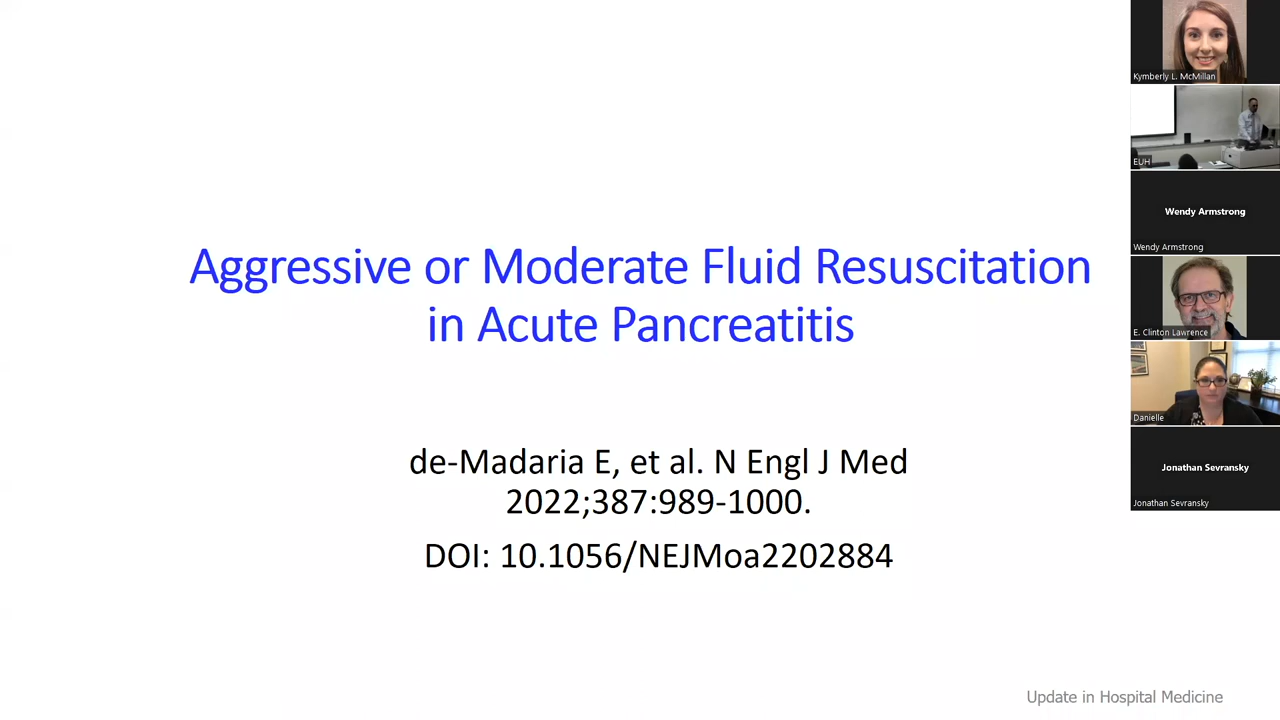 Aggressive or Moderate Fluid Resuscitation
in Acute Pancreatitis
de-Madaria E, et al. N Engl J Med
2022;387:989-1000.
DOI: 10.1056/NEJMoa2202884
Update in Hospital Medicine
Kymberly L. McMillan
EUH
Wendy Armstrong
Wendy Armstrong
E. Clinton Lawrence
Danielle
Jonathan Sevransky
Jonathan Sevransky